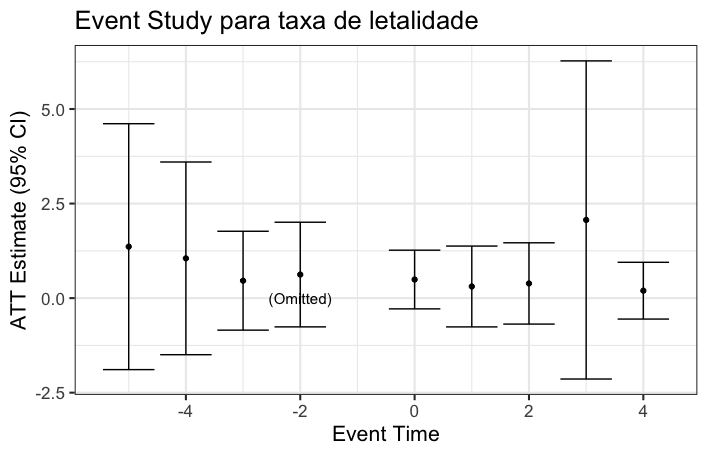 Event Study para taxa de letalidade
ATT Estimate (95% CI)
5.0
2.5
0.0
-2.5
(Omitted)
-4
-2
0
2
4
Event Time